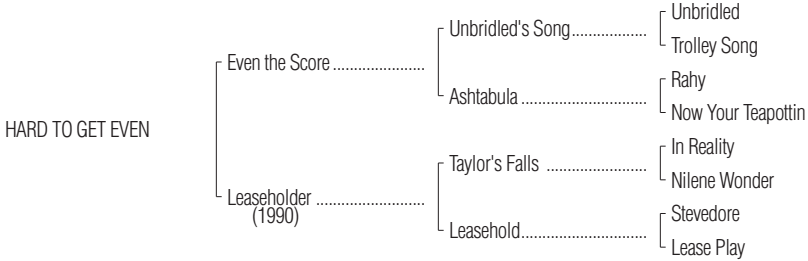 Unbridled
Unbridled's Song....................
Trolley Song
Even the Score........................
Rahy
Ashtabula.................................
Now Your Teapottin
HARD TO GET EVEN
In Reality
Taylor's Falls ..........................
Nilene Wonder
Leaseholder............................
(1990)
Stevedore
Leasehold.................................
Lease Play